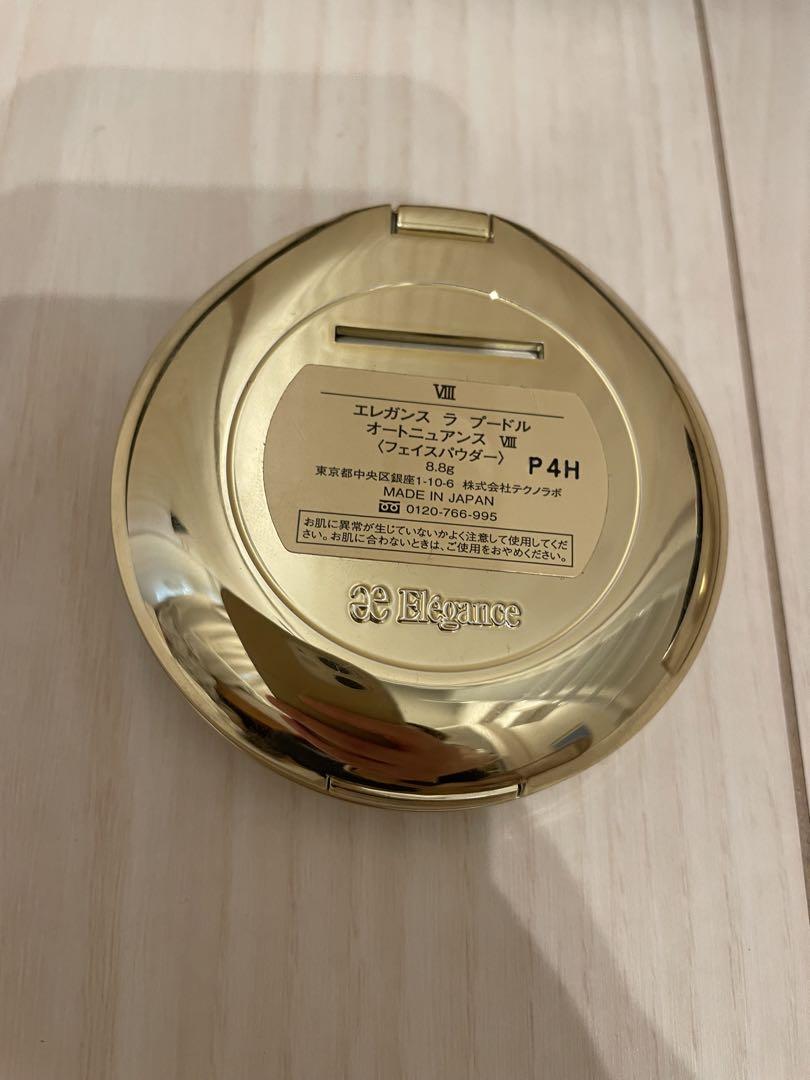 Ⅷ
エレガンス ラ プードル
オートニュアンス Ⅷ
〈フェイスパウダー〉
8.8g
P4H
東京都中央区銀座1-10-6 株式会社テクノラボ
MADE IN JAPAN
0120-766-995
お肌に異常が生じていないかよく注意して使用してくだ
さい。お肌に合わないときは、ご使用をおやめください。
Elégance